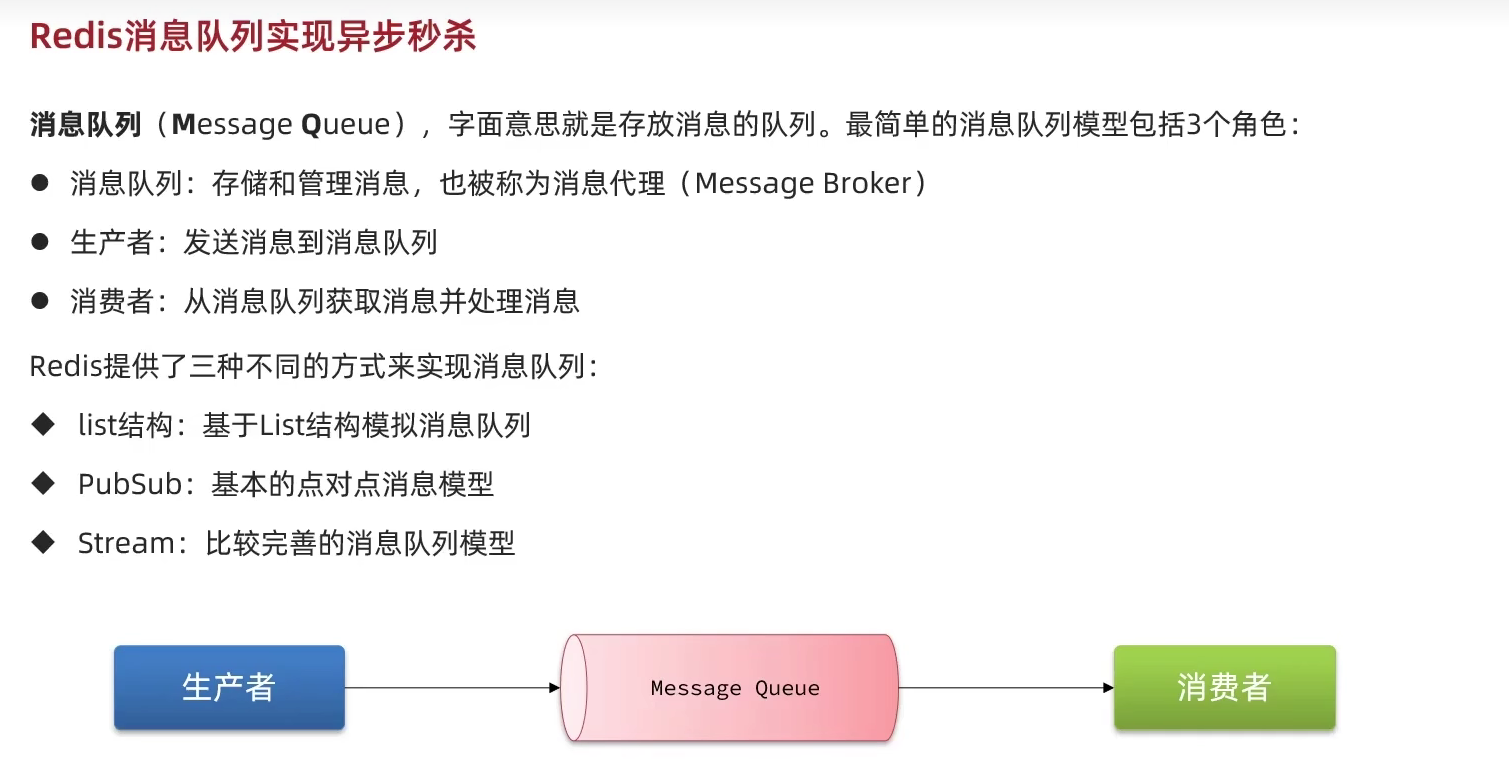 Redis消息队列实现异步秒杀
消息队列（Message Queue），字面意思就是存放消息的队列。最简单的消息队列模型包括3个角色：
● 消息队列：存储和管理消息，也被称为消息代理（Message Broker）
● 生产者：发送消息到消息队列
● 消费者：从消息队列获取消息并处理消息
Redis提供了三种不同的方式来实现消息队列：
◆ list结构：基于List结构模拟消息队列
◆ PubSub：基本的点对点消息模型
◆ Stream：比较完善的消息队列模型
生产者
Message Queue
消费者